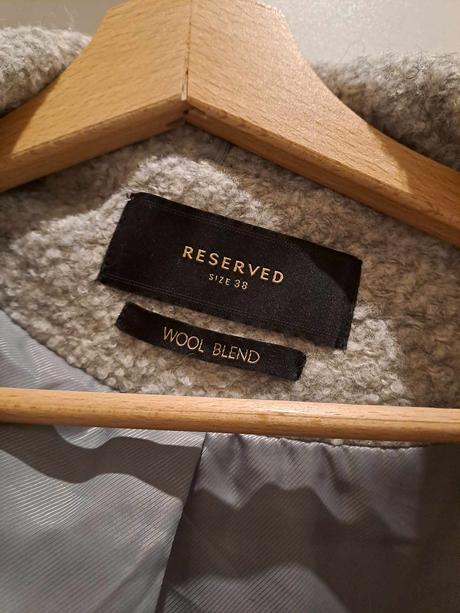 RESERVED
SIZE 38
WOOL BLEND